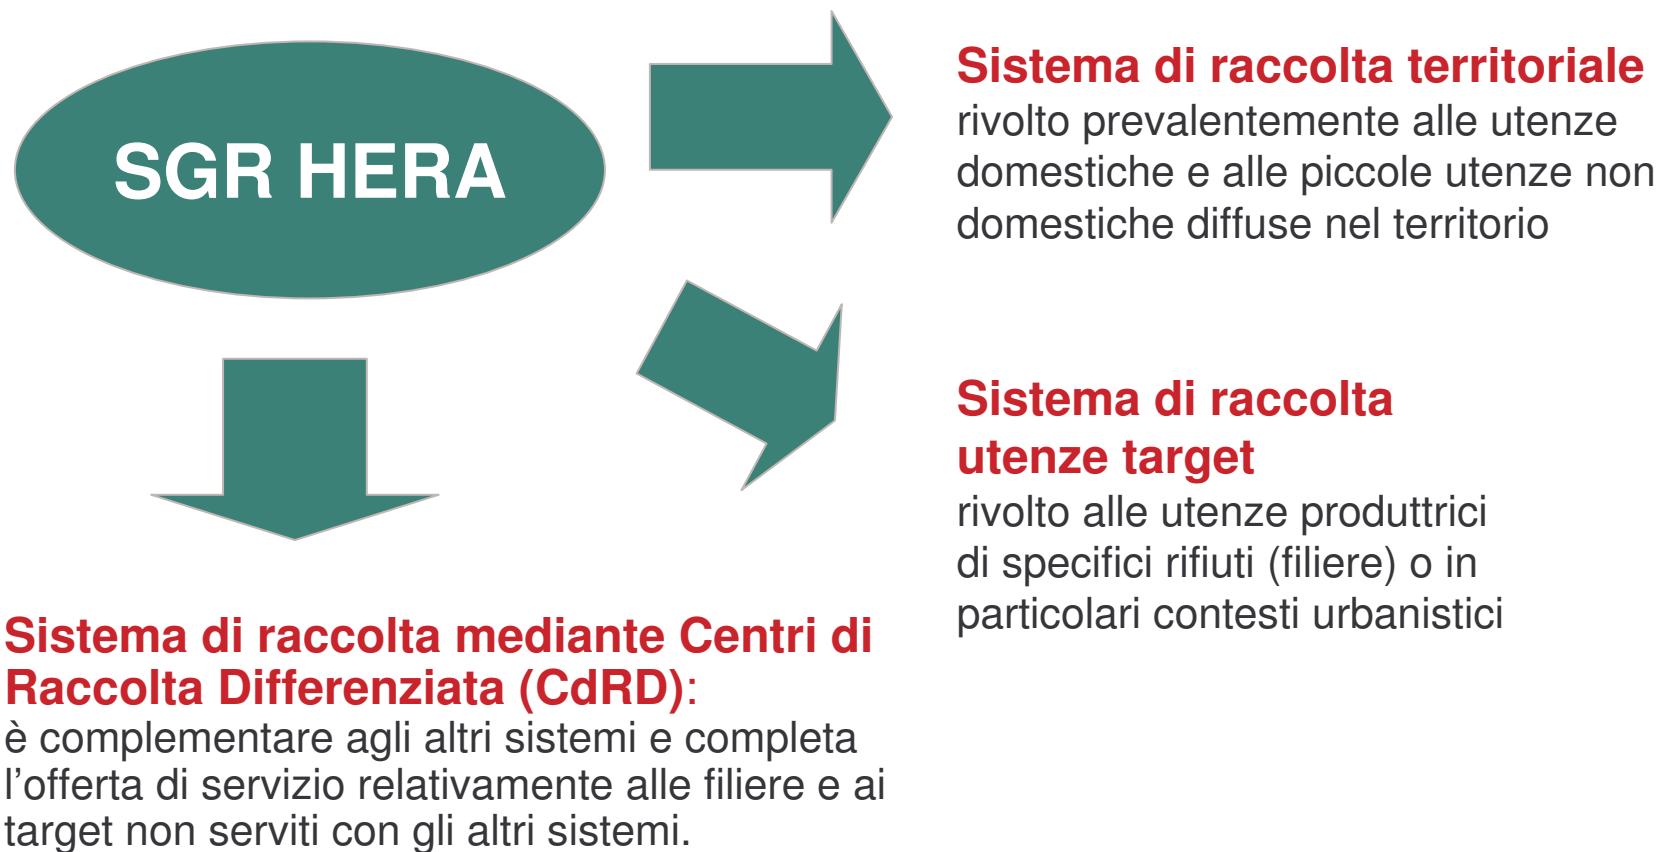 SGR HERA
Sistema di raccolta territoriale
rivolto prevalentemente alle utenze
domestiche e alle piccole utenze non
domestiche diffuse nel territorio
Sistema di raccolta
utenze target
rivolto alle utenze produttrici
di specifici rifiuti (filiere) o in
particolari contesti urbanistici
Sistema di raccolta mediante Centri di
Raccolta Differenziata (CdRD):
è complementare agli altri sistemi e completa
l’offerta di servizio relativamente alle filiere e ai
target non serviti con gli altri sistemi.